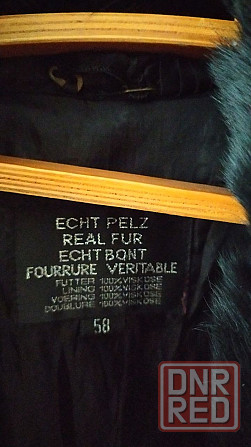 ECHT PELZ
REAL FUR
ECHT BONT
FOURRURE VERITABLE
FUTTER 100% VISKOSE
LINING 100% VISKOSE
VOERING 100% VISKOSE
DOUBLURE 100% VISKOSE
58
DNR
RED